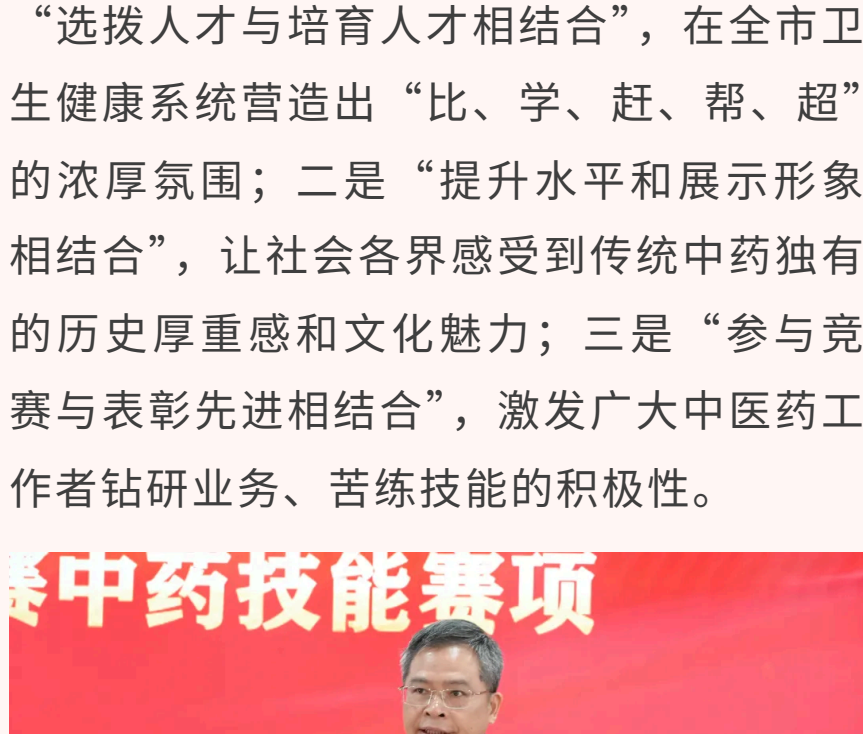 “选拨人才与培育人才相结合”，在全市卫
生健康系统营造出“比、学、赶、帮、超”
的浓厚氛围；二是“提升水平和展示形象
相结合”，让社会各界感受到传统中药独有
的历史厚重感和文化魅力；三是“参与竞
赛与表彰先进相结合”，激发广大中医药工
作者钻研业务、苦练技能的积极性。
赛中药技能赛项